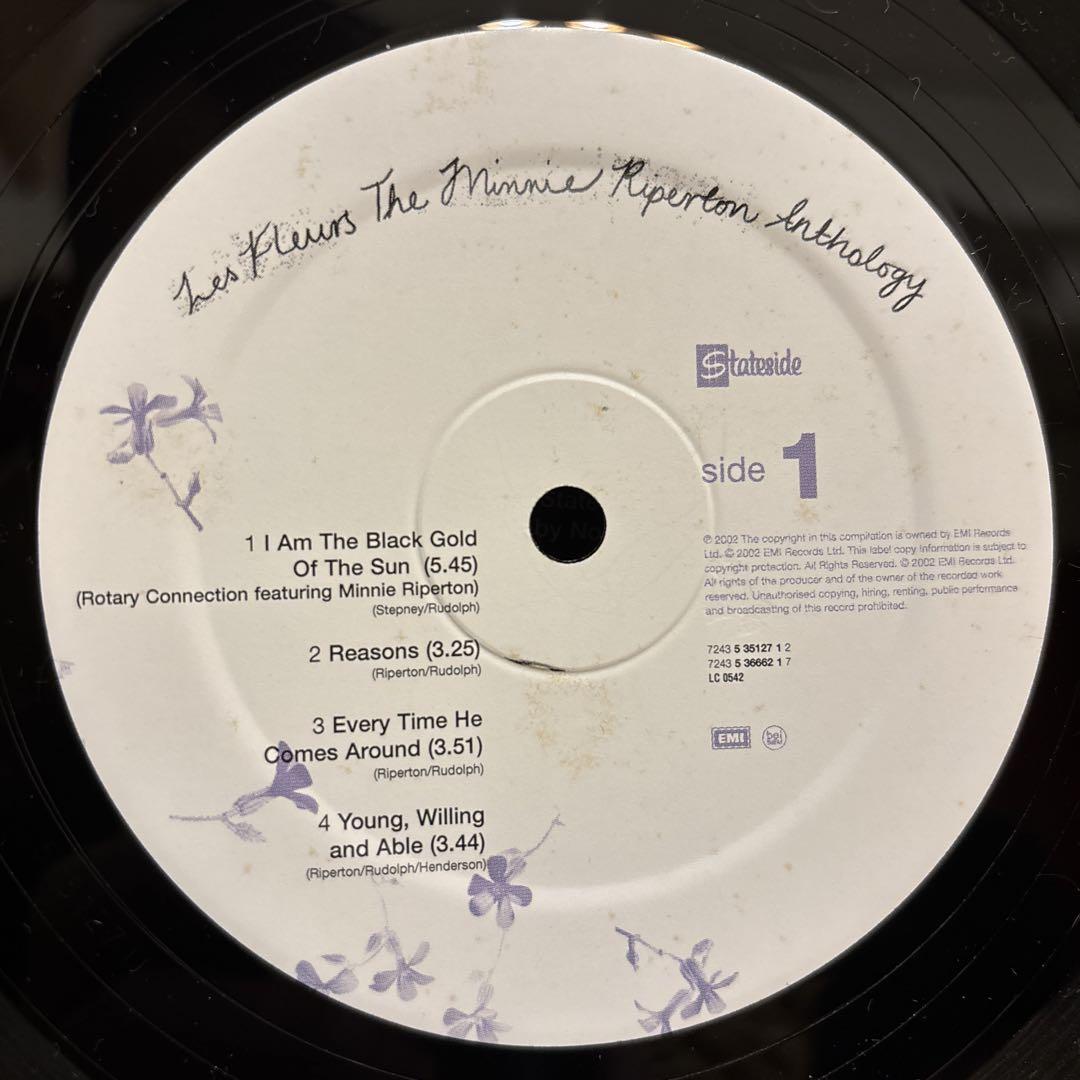 Les Fleurs The Minnie Riperton Anthology
Stateside
side 1
1 I Am The Black Gold
Of The Sun (5.45)
(Rotary Connection featuring Minnie Riperton)
(Stepney/Rudolph)
2 Reasons (3.25)
(Riperton/Rudolph)
3 Every Time He
Comes Around (3.51)
(Riperton/Rudolph)
4 Young, Willing
and Able (3.44)
(Riperton/Rudolph/Henderson)
℗ 2002 The copyright in this compilation is owned by EMI Records
Ltd. © 2002 EMI Records Ltd. This label copy information is subject to
copyright protection. All Rights Reserved. © 2002 EMI Records Ltd.
All rights of the producer and of the owner of the recorded work
reserved. Unauthorised copying, hiring, renting, public performance
and broadcasting of this record prohibited.
7243 5 35127 1 2
7243 5 36662 1 7
LC 0542
EMI
by No